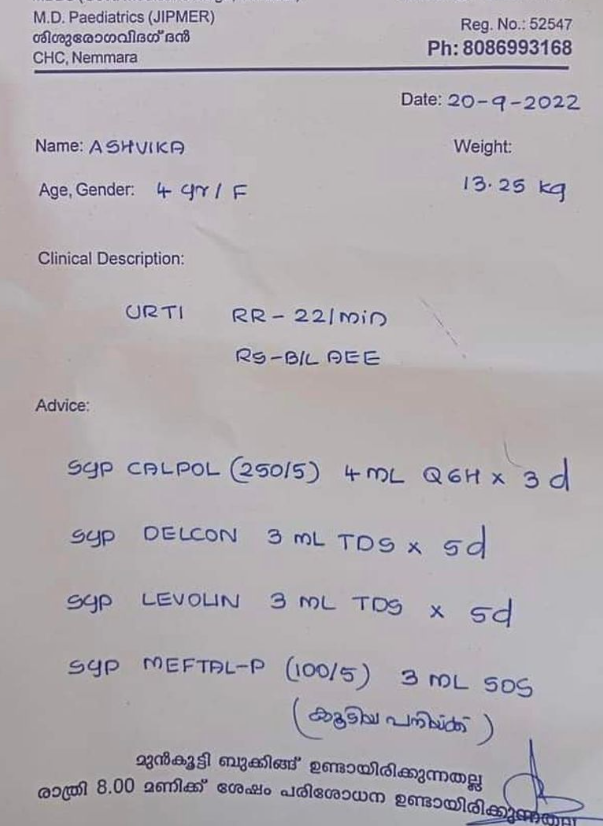 M.D. Paediatrics (JIPMER)
ശിശുരോഗവിദഗ്ദ്ധൻ
CHC, Nemmara
Reg. No.: 52547
Ph: 8086993168
Date: 20-9-2022
Name: ASHVIKA
Weight:
Age, Gender: 4 yr / F
13.25 kg
Clinical Description:
URTI RR - 22/min
RS - B/L AEE
Advice:
Syp CALPOL (250/5) 4 mL Q6H x 3 d
Syp DELCON 3 mL TDS x 5d
Syp LEVOLIN 3 mL TDS x 5d
Syp MEFTAL-P (100/5) 3 mL SOS
(കൂടിയ പനിയ്ക്ക്)
മുൻകൂട്ടി ബുക്കിങ്ങ് ഉണ്ടായിരിക്കുന്നതല്ല
രാത്രി 8.00 മണിക്ക് ശേഷം പരിശോധന ഉണ്ടായിരിക്കുന്നതല്ല